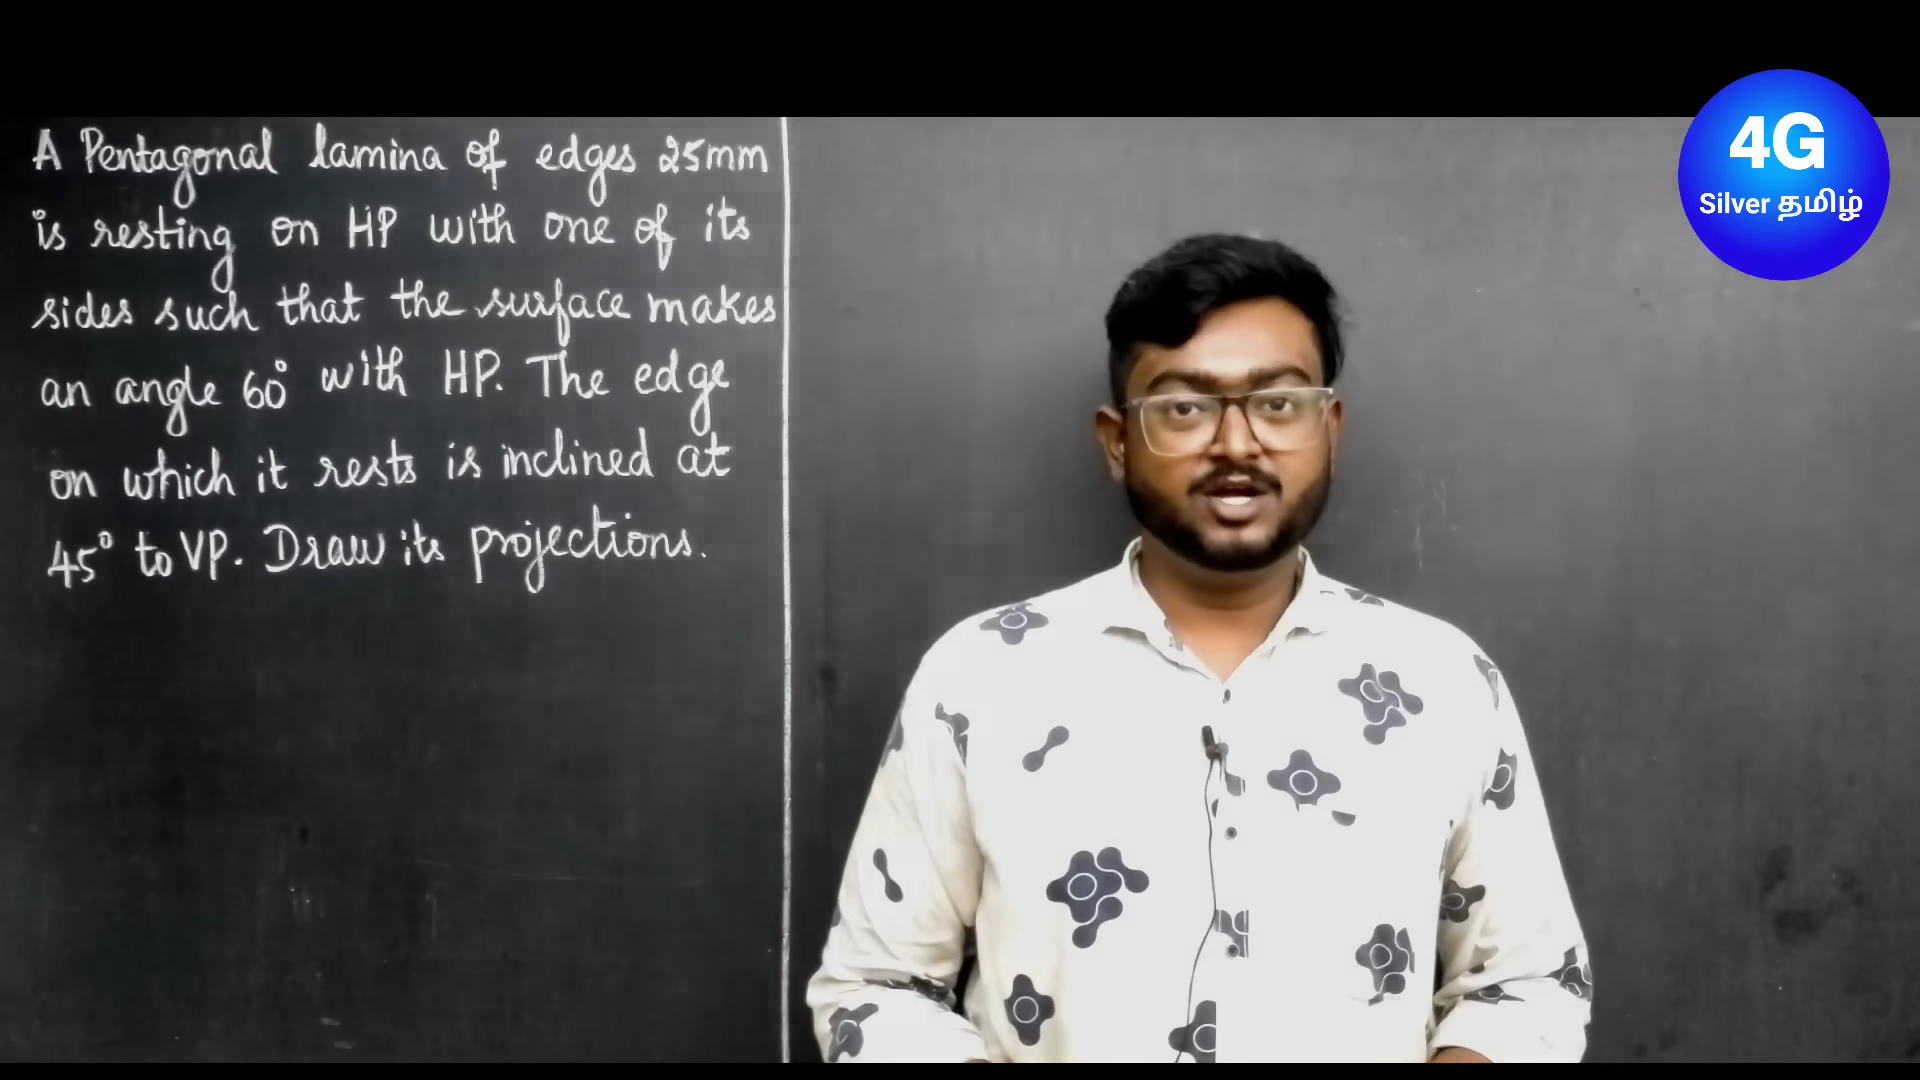 A Pentagonal lamina of edges 25mm
is resting on HP with one of its
sides such that the surface makes
an angle 60° with HP. The edge
on which it rests is inclined at
45° to VP. Draw its projections.
4G
Silver தமிழ்